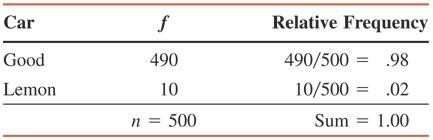 Car f Relative Frequency
Good 490 490/500 = .98
Lemon 10 10/500 = .02
n = 500 Sum = 1.00